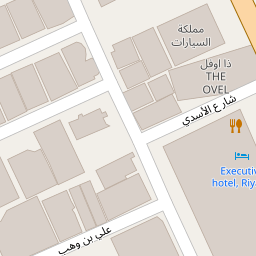 مملكة
السيارات
ذا اوفل
THE
OVEL
شارع الأسدي
Executive
hotel, Riy
علي بن وهب